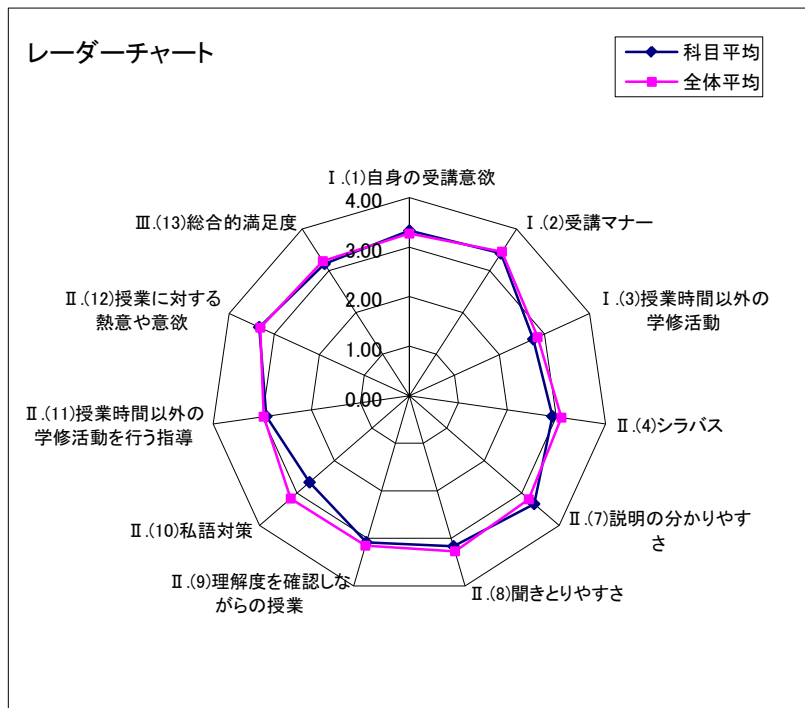 レーダーチャート
科目平均
全体平均
Ⅰ.(1)自身の受講意欲
Ⅰ.(2)受講マナー
Ⅰ.(3)授業時間以外の
学修活動
Ⅱ.(4)シラバス
Ⅱ.(7)説明の分かりやす
さ
Ⅱ.(8)聞きとりやすさ
Ⅱ.(9)理解度を確認しな
がらの授業
Ⅱ.(10)私語対策
Ⅱ.(11)授業時間以外の
学修活動を行う指導
Ⅱ.(12)授業に対する
熱意や意欲
Ⅲ.(13)総合的満足度
4.00
3.00
2.00
1.00
0.00